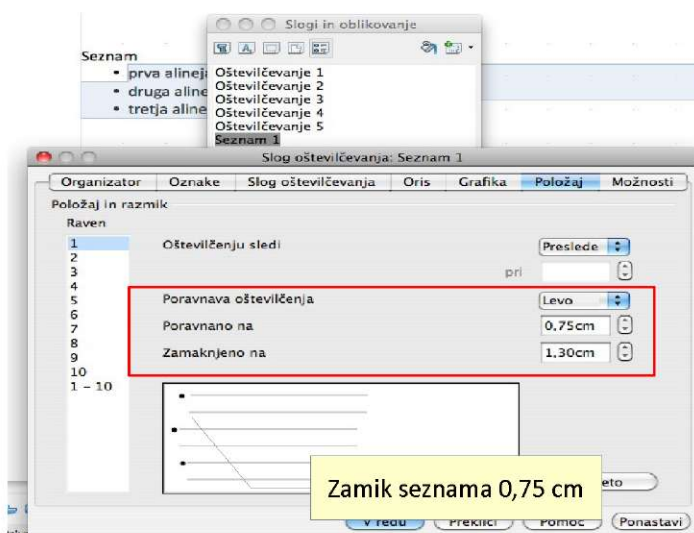 Slogi in oblikovanje
Seznam
• prva alineja
• druga aline
• tretja aline
Oštevilčevanje 1
Oštevilčevanje 2
Oštevilčevanje 3
Oštevilčevanje 4
Oštevilčevanje 5
Seznam 1
Slog oštevilčevanja: Seznam 1
Organizator Oznake Slog oštevilčevanja Oris Grafika Položaj Možnosti
Položaj in razmik
Raven
1
2
3
4
5
6
7
8
9
10
1 – 10
Oštevilčenju sledi Preslede
pri
Poravnava oštevilčenja Levo
Poravnano na 0,75cm
Zamaknjeno na 1,30cm
Zamik seznama 0,75 cm
eto
V redu Prekliči Pomoč Ponastavi